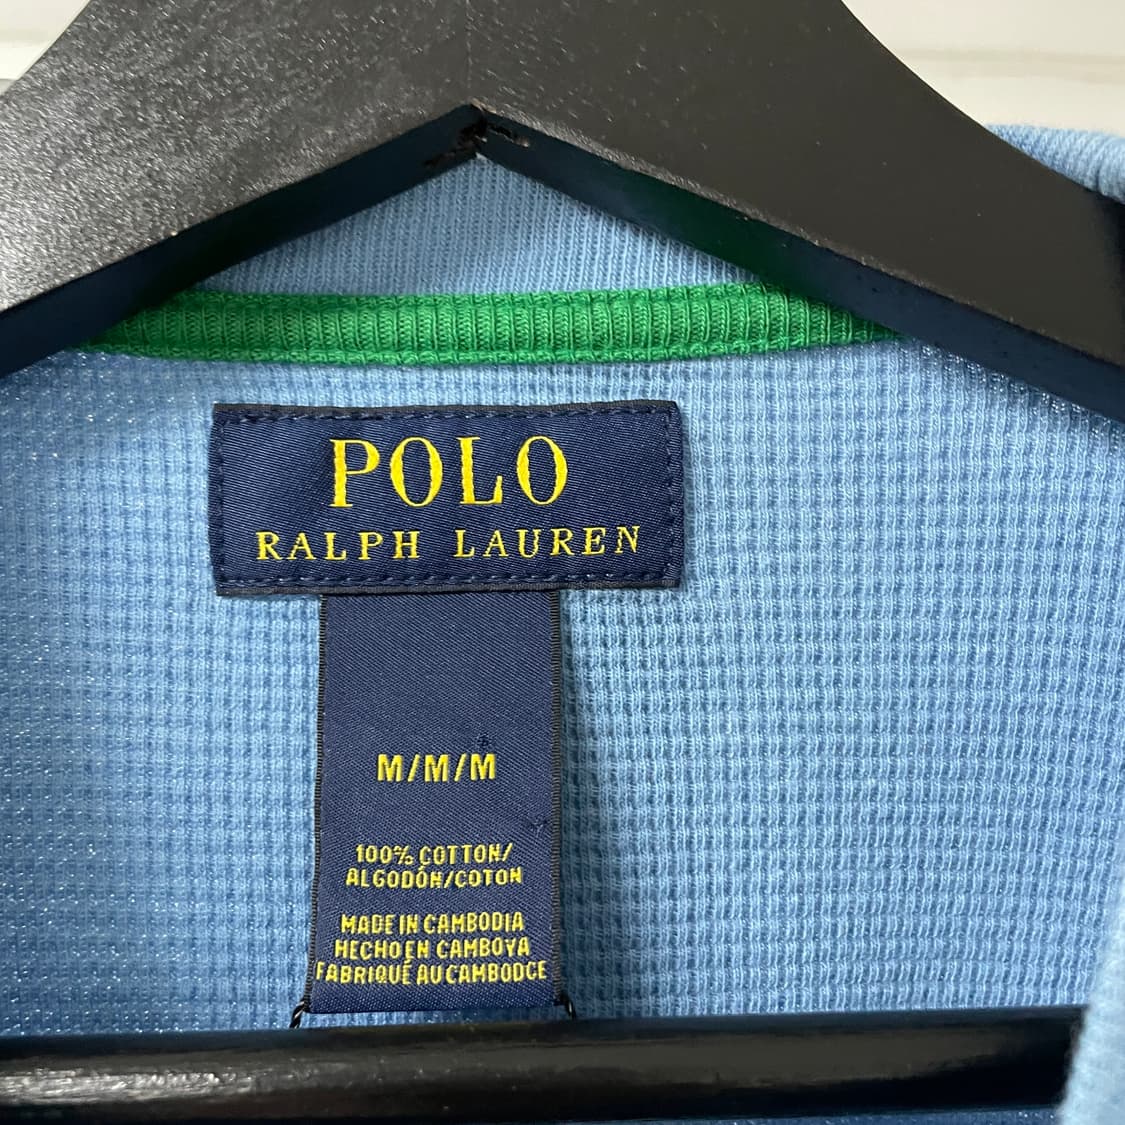 POLO
RALPH LAUREN
M/M/M
100% COTTON/
ALGODÓN/COTON
MADE IN CAMBODIA
HECHO EN CAMBOYA
FABRIQUÉ AU CAMBODGE